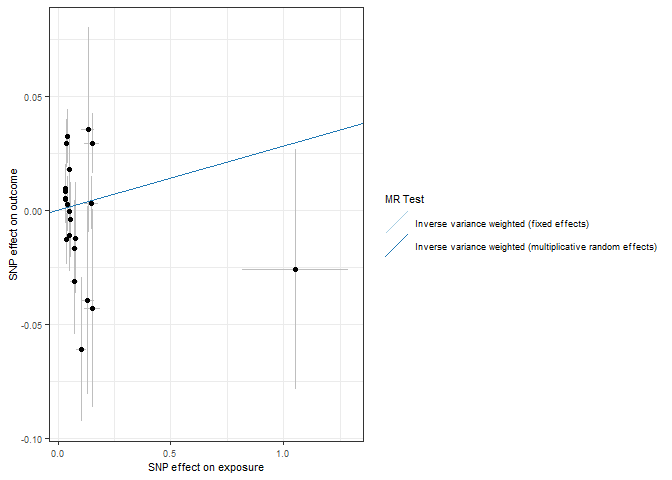 0.05
0.00
-0.05
-0.10
SNP effect on outcome
0.0
0.5
1.0
SNP effect on exposure
MR Test
Inverse variance weighted (fixed effects)
Inverse variance weighted (multiplicative random effects)